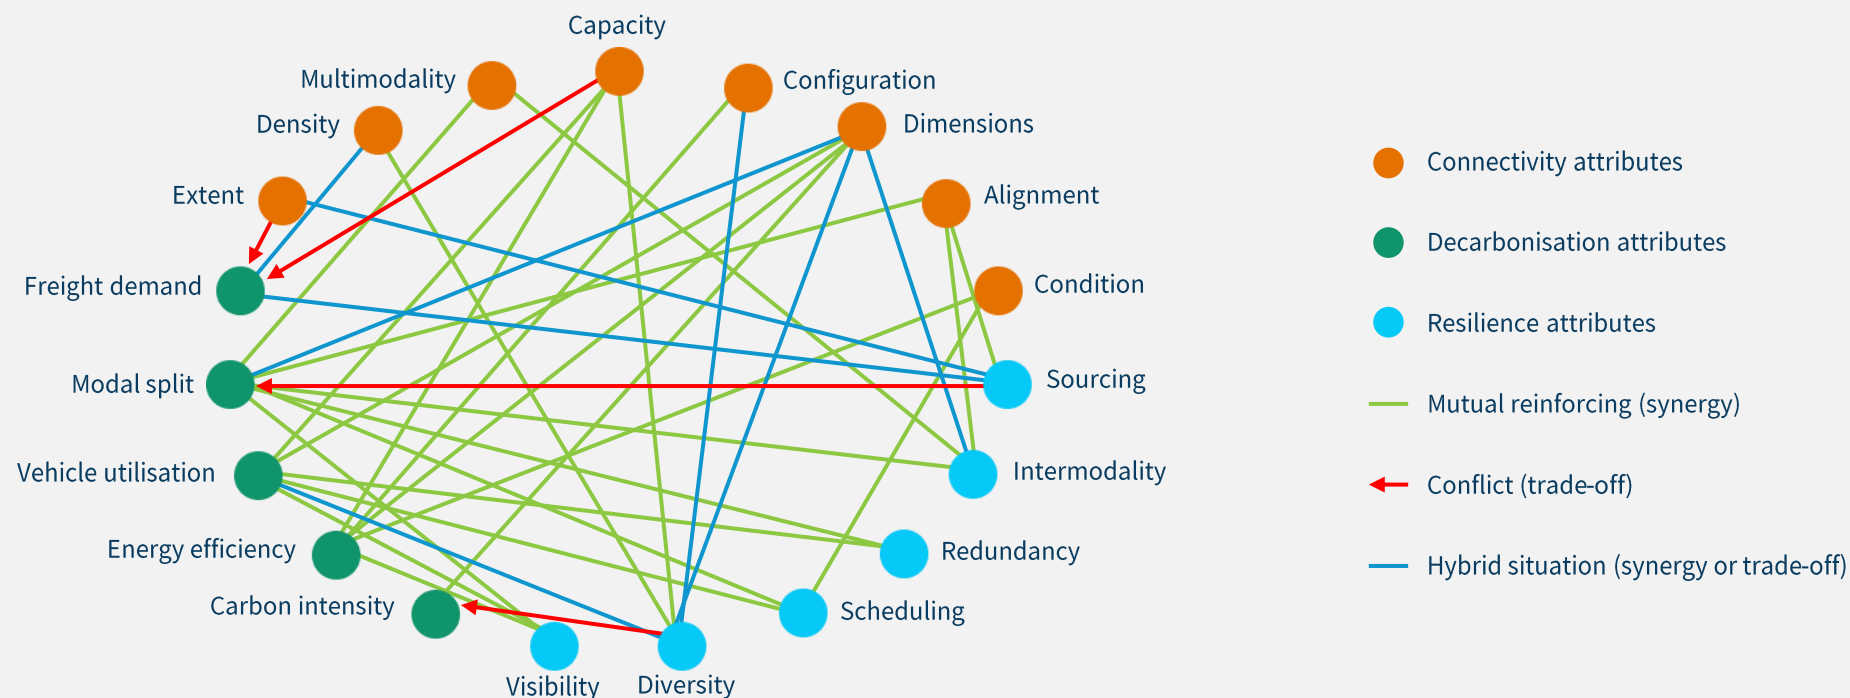 Capacity
Multimodality
Configuration
Density
Dimensions
Extent
Alignment
Freight demand
Condition
Modal split
Sourcing
Vehicle utilisation
Intermodality
Energy efficiency
Redundancy
Carbon intensity
Scheduling
Visibility
Diversity
Connectivity attributes
Decarbonisation attributes
Resilience attributes
Mutual reinforcing (synergy)
Conflict (trade-off)
Hybrid situation (synergy or trade-off)